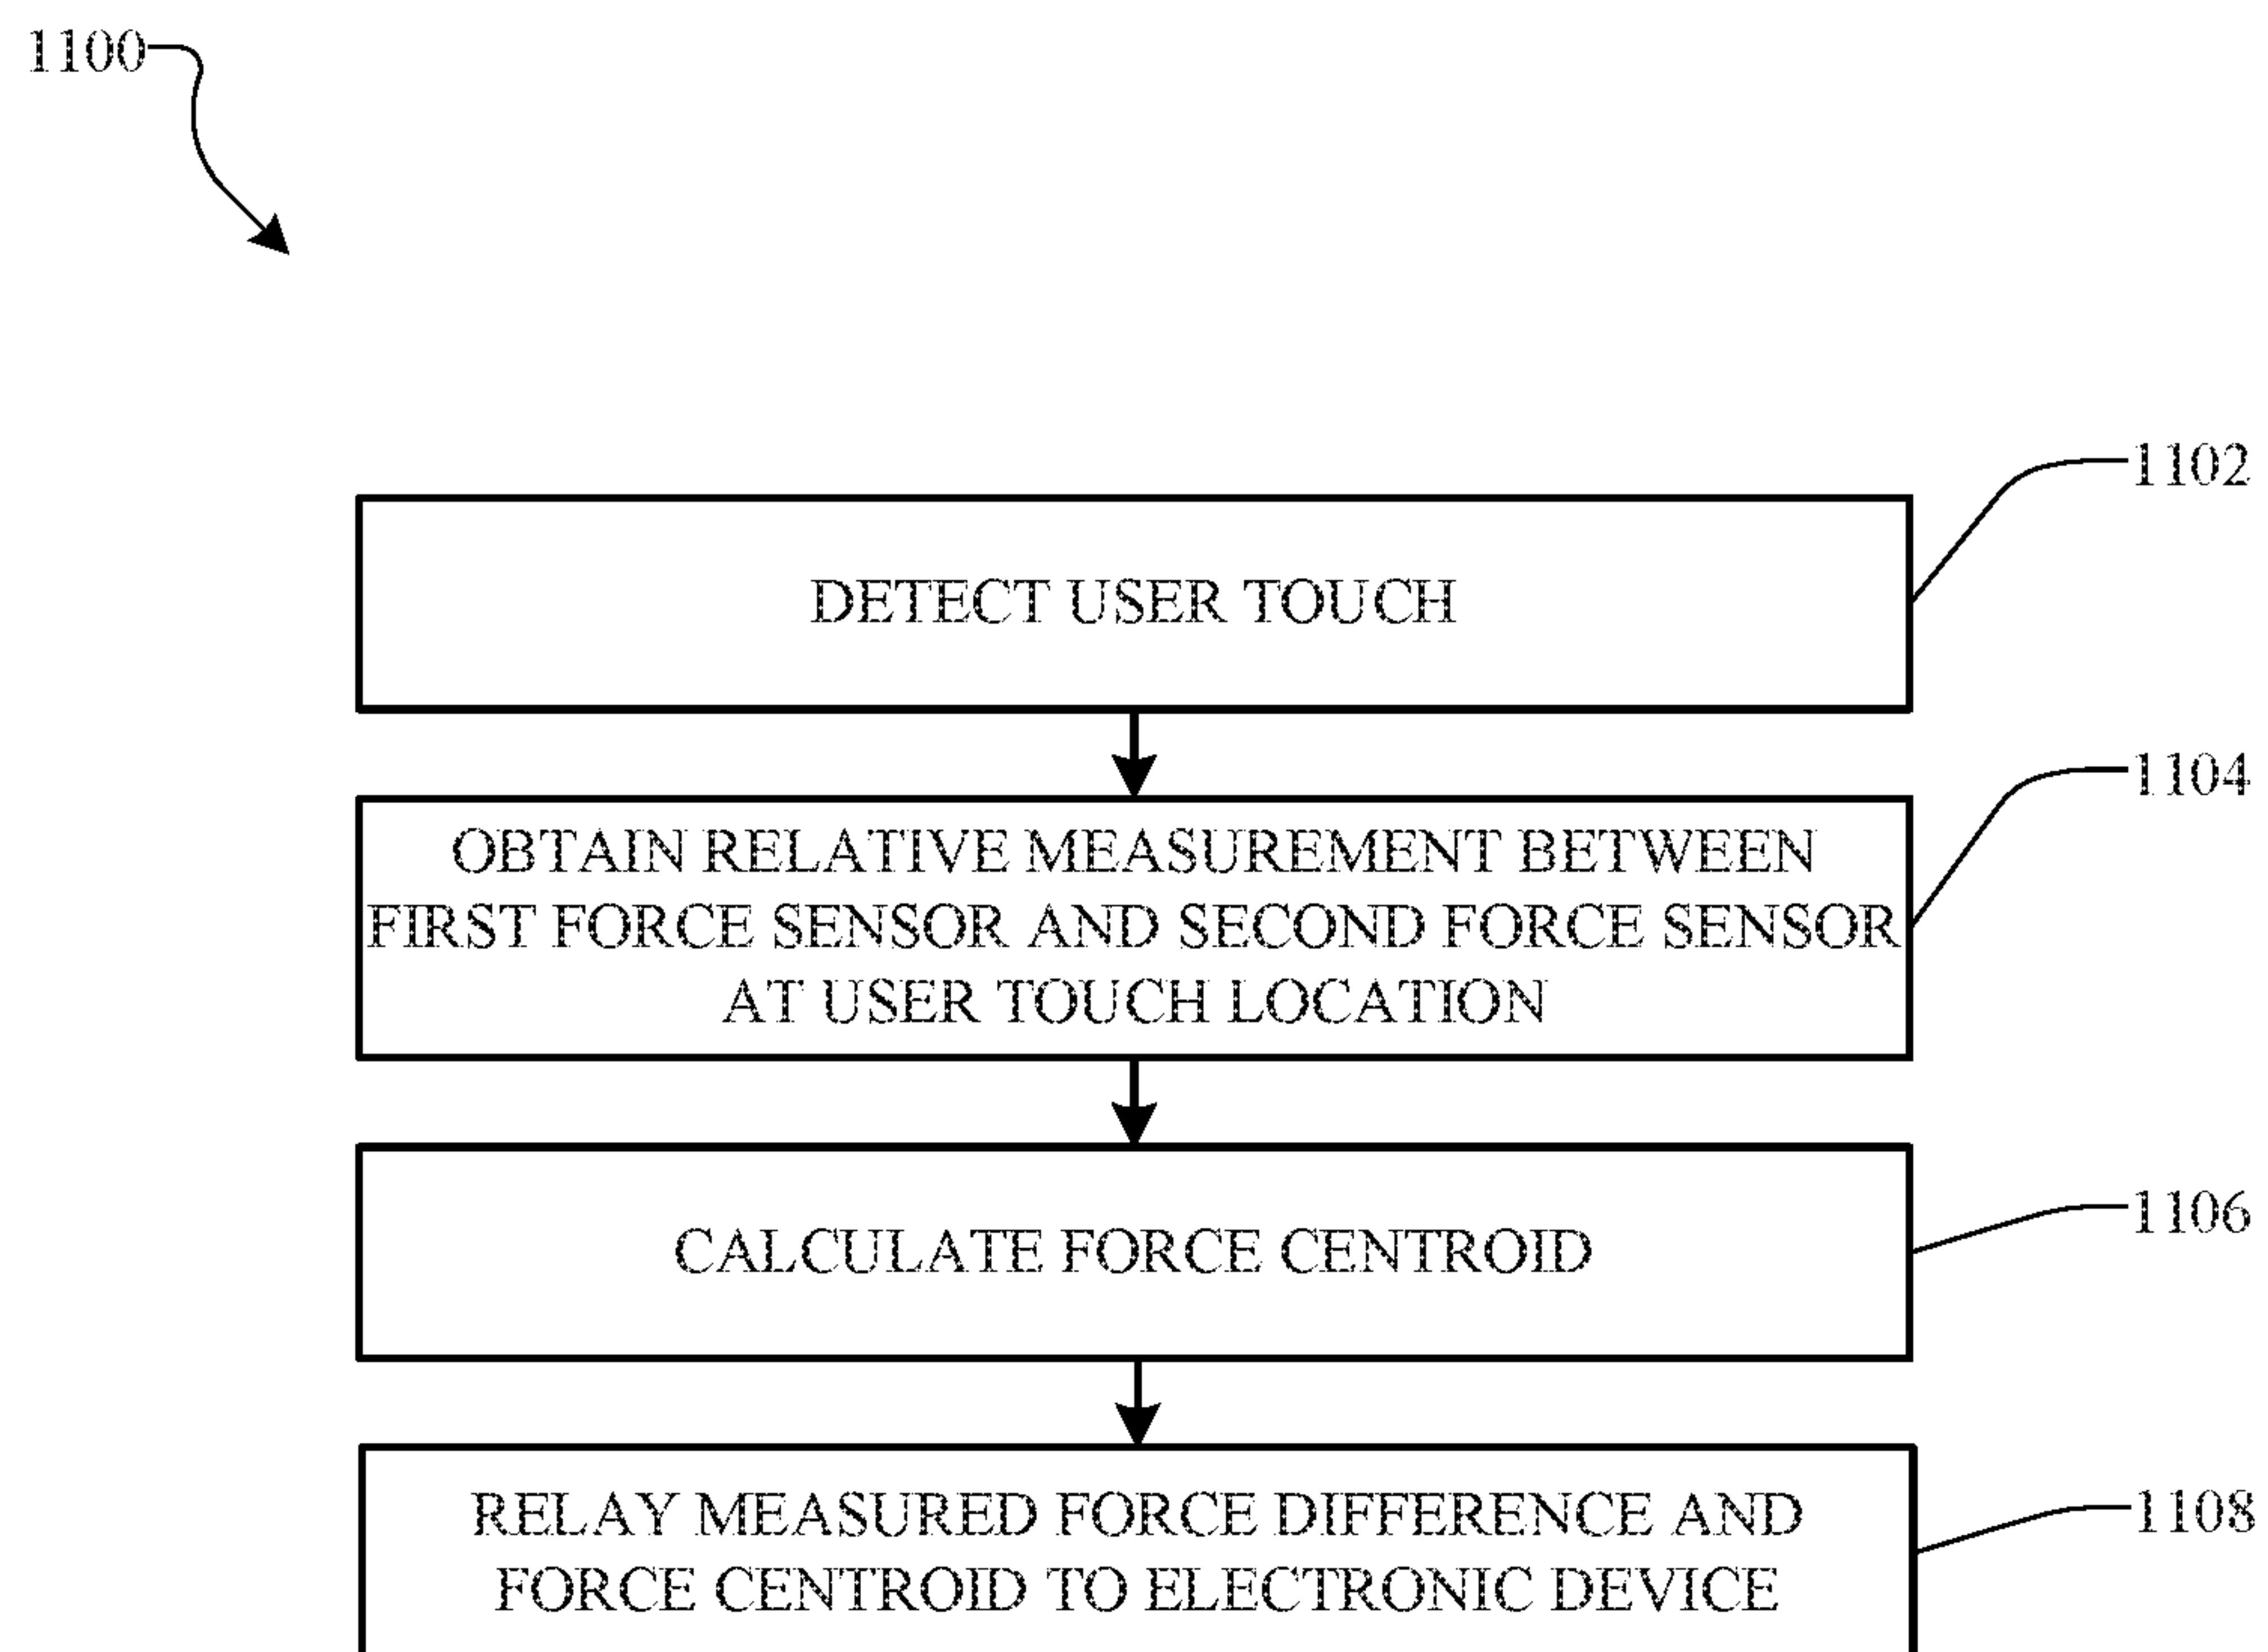 1100
1102
DETECT USER TOUCH
1104
OBTAIN RELATIVE MEASUREMENT BETWEEN
FIRST FORCE SENSOR AND SECOND FORCE SENSOR
AT USER TOUCH LOCATION
1106
CALCULATE FORCE CENTROID
1108
RELAY MEASURED FORCE DIFFERENCE AND
FORCE CENTROID TO ELECTRONIC DEVICE